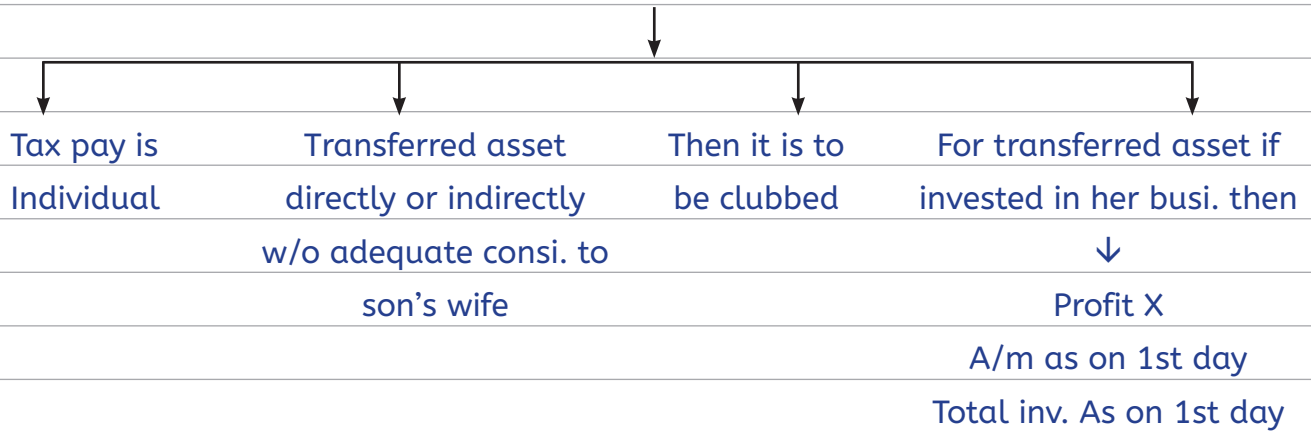 Tax pay is
Individual
Transferred asset
directly or indirectly
w/o adequate consi. to
son's wife
Then it is to
be clubbed
For transferred asset if
invested in her busi. then
↓
Profit X
A/m as on 1st day
Total inv. As on 1st day